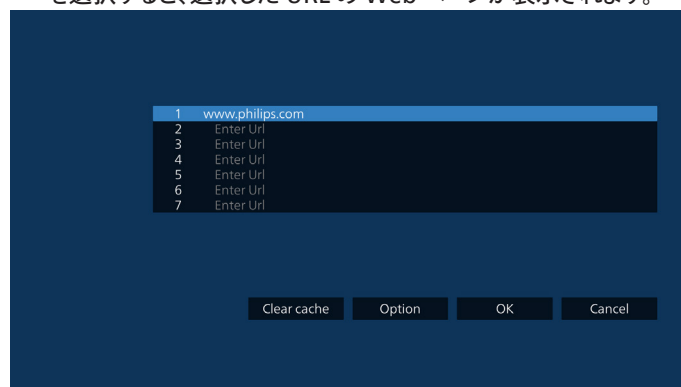 を選択すると、選択した URL の Web ページが表示されます。
1 www.philips.com
2 Enter Url
3 Enter Url
4 Enter Url
5 Enter Url
6 Enter Url
7 Enter Url
Clear cache Option OK Cancel